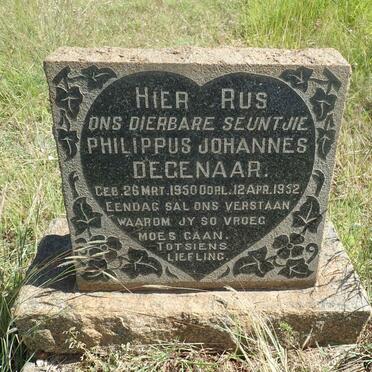 HIER RUS
ONS DIERBARE SEUNTJIE
PHILIPPUS JOHANNES
DEGENAAR.
GEB. 26 MRT. 1950 OORL. 12 APR. 1952.
EENDAG SAL ONS VERSTAAN
WAAROM JY SO VROEG
MOES GAAN.
TOTSIENS
LIEFLING.